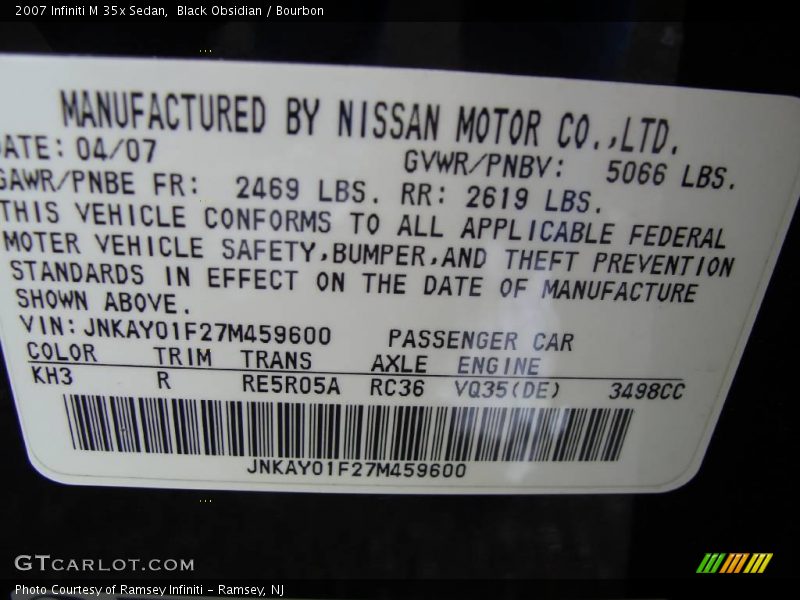 2007 Infiniti M 35x Sedan,  Black Obsidian / Bourbon
MANUFACTURED BY NISSAN MOTOR CO.,LTD.
DATE: 04/07 GVWR/PNBV: 5066 LBS.
GAWR/PNBE FR: 2469 LBS. RR: 2619 LBS.
THIS VEHICLE CONFORMS TO ALL APPLICABLE FEDERAL
MOTER VEHICLE SAFETY,BUMPER,AND THEFT PREVENTION
STANDARDS IN EFFECT ON THE DATE OF MANUFACTURE
SHOWN ABOVE.
VIN: JNKAY01F27M459600 PASSENGER CAR
COLOR TRIM TRANS AXLE ENGINE
KH3 R RE5R05A RC36 VQ35(DE) 3498CC
JNKAY01F27M459600
GTCARLOT.COM
Photo Courtesy of Ramsey Infiniti - Ramsey, NJ